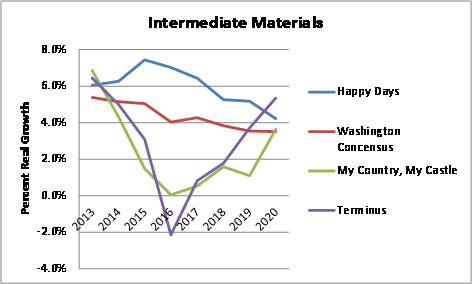 Intermediate Materials
Percent Real Growth
8.0%
6.0%
4.0%
2.0%
0.0%
-2.0%
-4.0%
2013
2014
2015
2016
2017
2018
2019
2020
Happy Days
Washington
Concensus
My Country, My Castle
Terminus